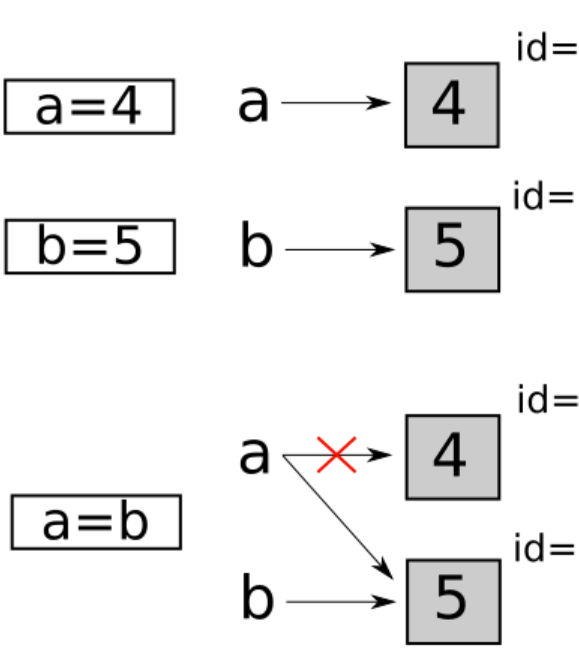 id=
a=4 a 4
id=
b=5 b 5
id=
a 4
a=b
id=
b 5